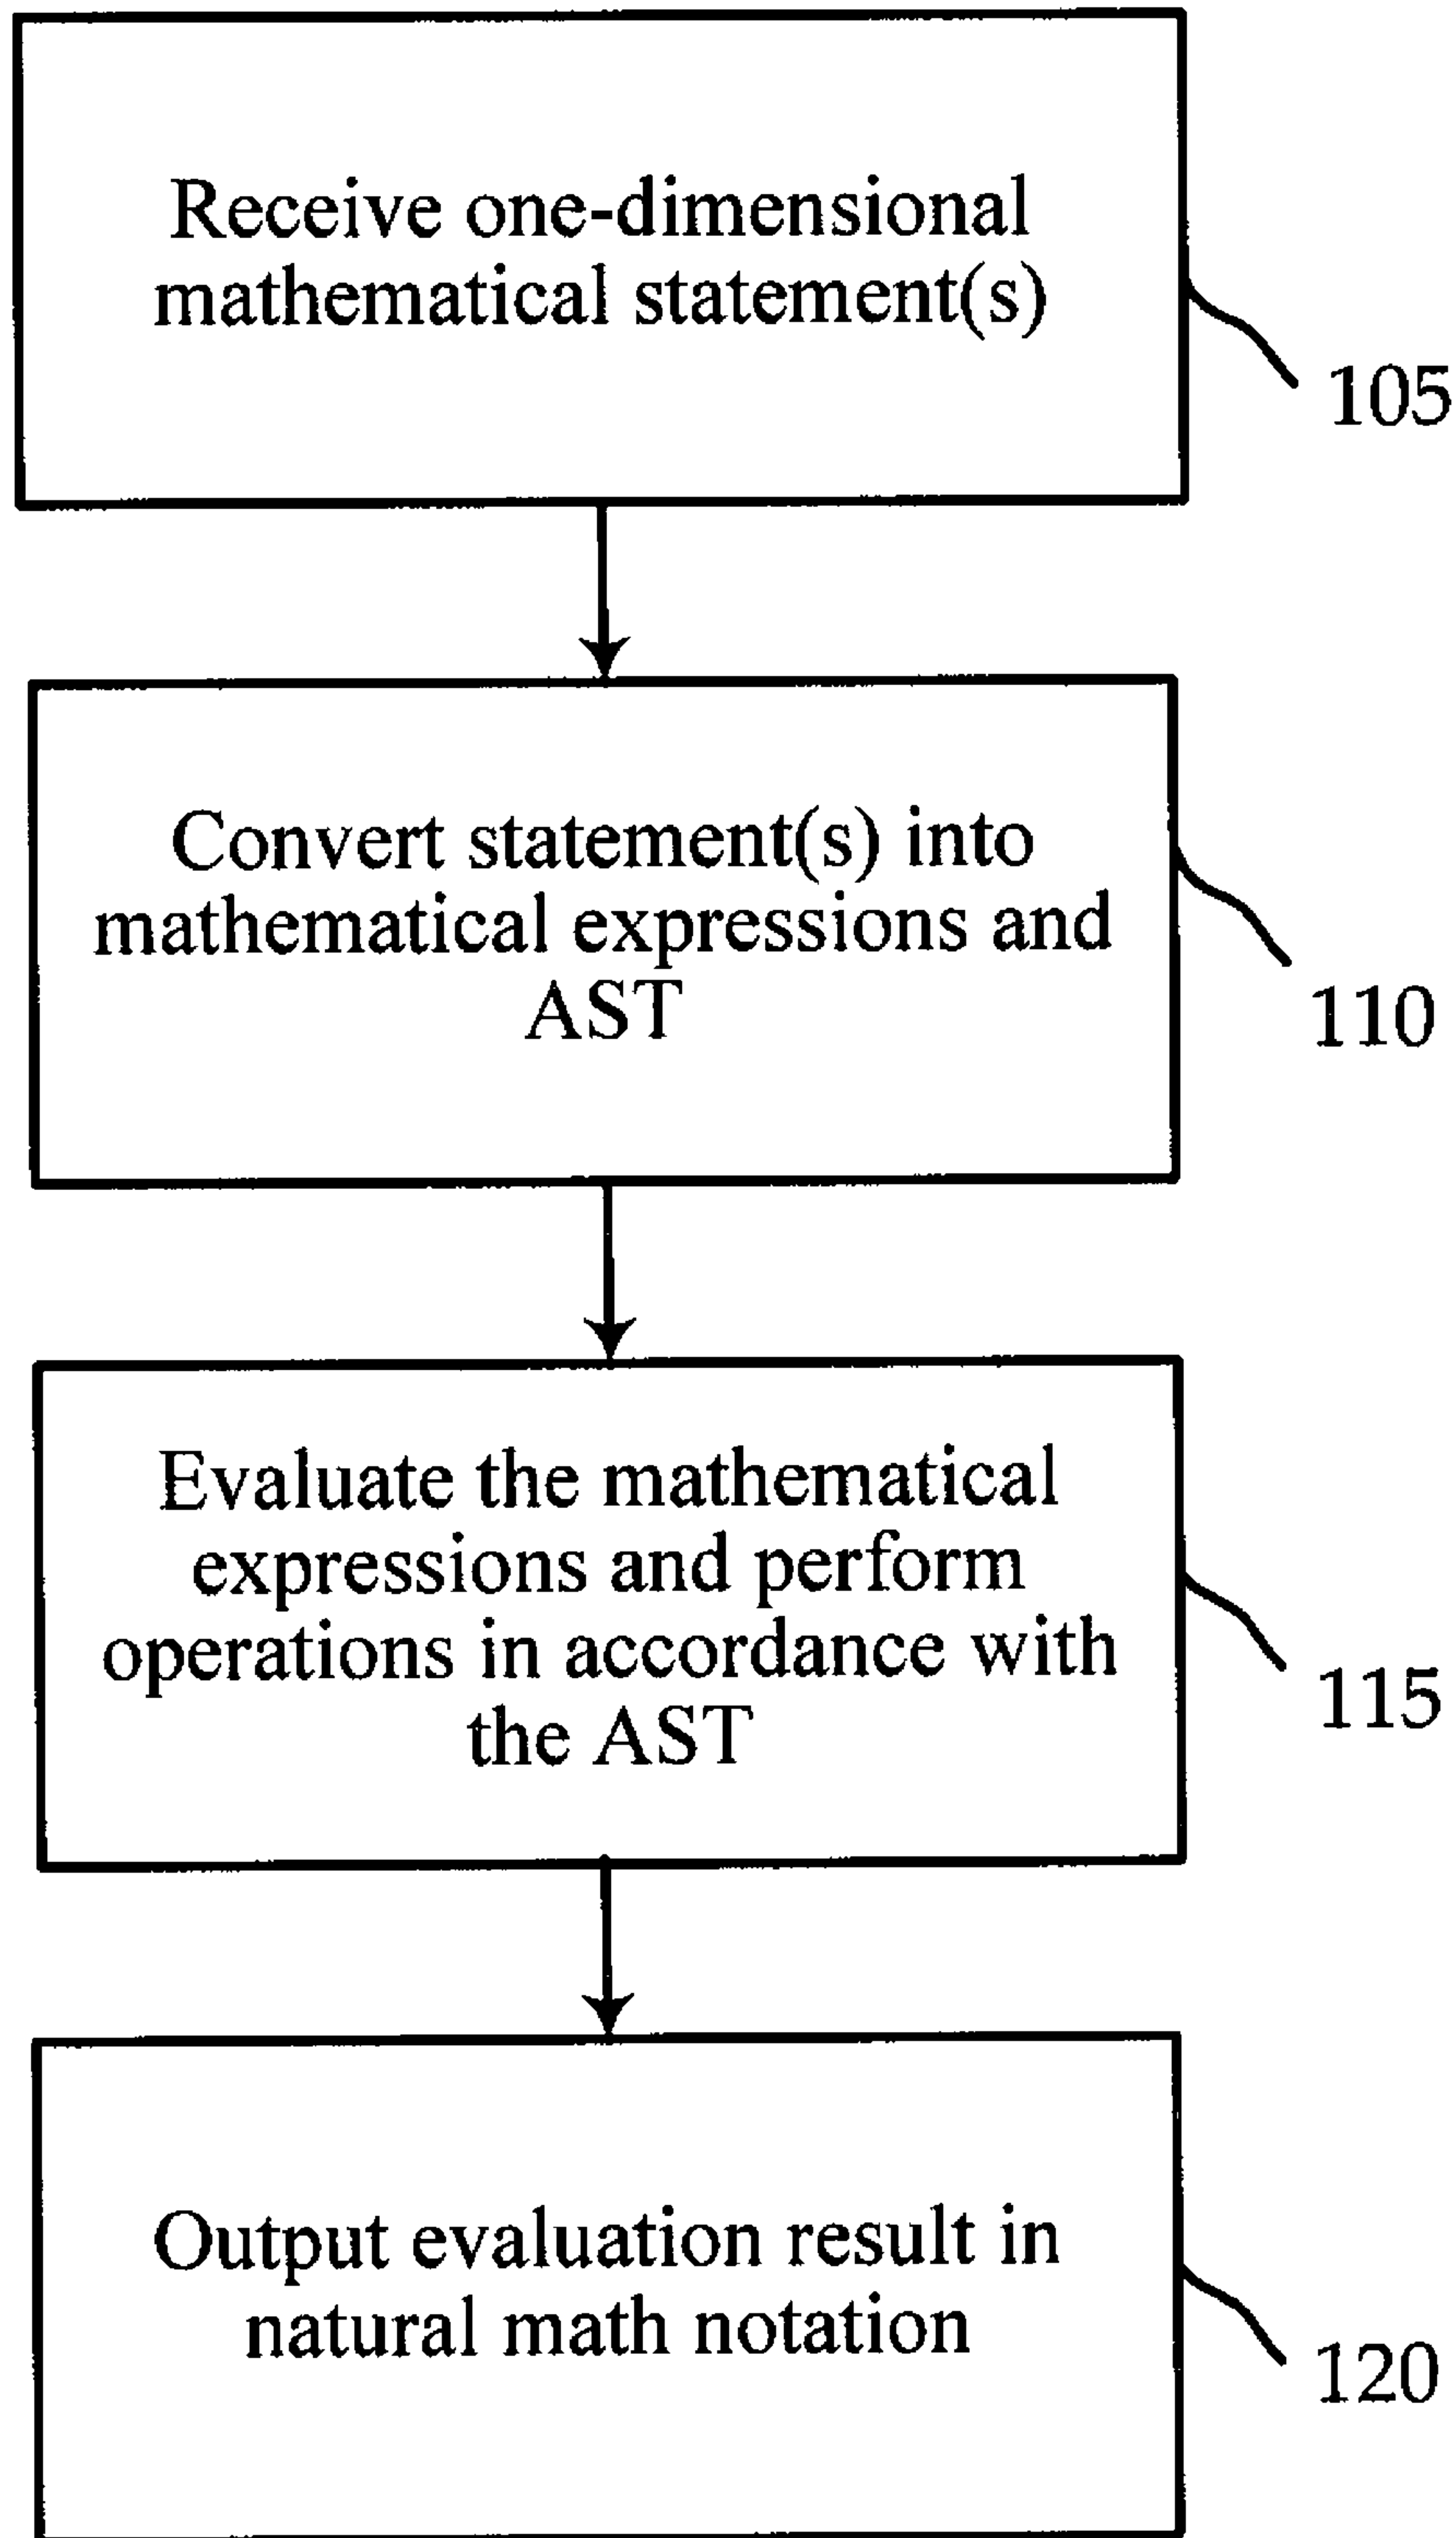 Receive one-dimensional
mathematical statement(s)
105
Convert statement(s) into
mathematical expressions and
AST
110
Evaluate the mathematical
expressions and perform
operations in accordance with
the AST
115
Output evaluation result in
natural math notation
120